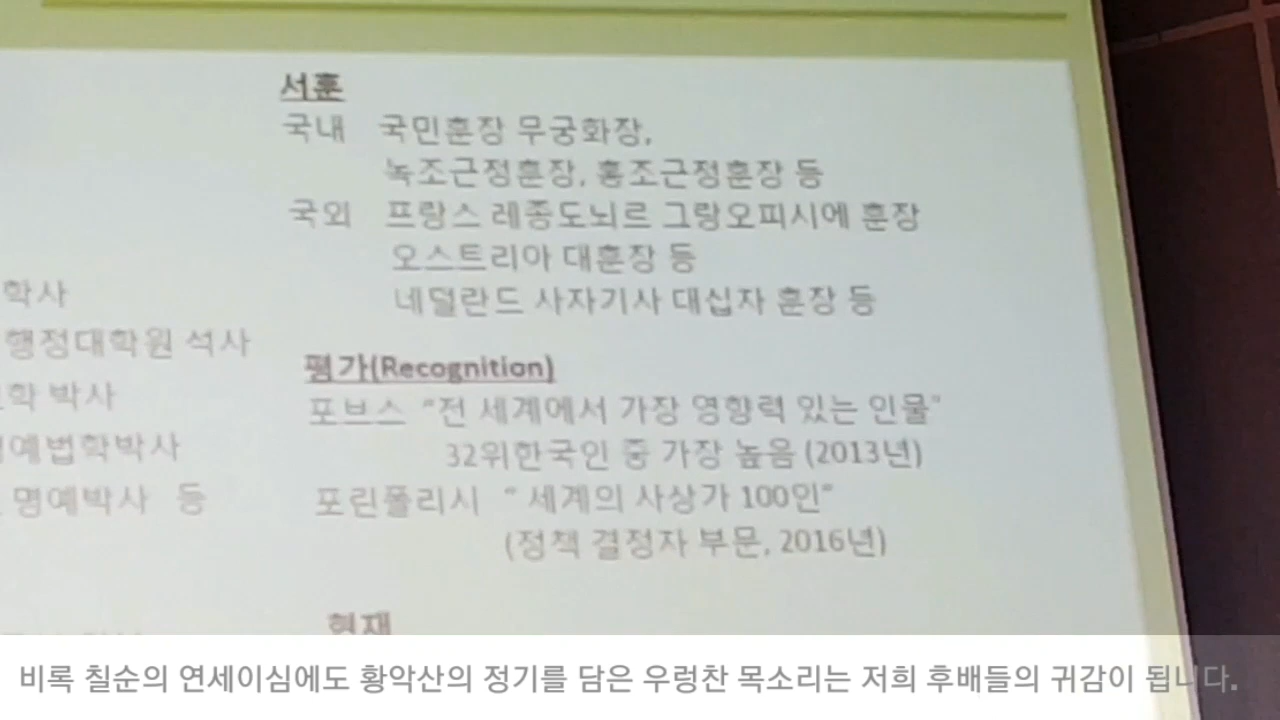 서훈
국내 국민훈장 무궁화장,
녹조근정훈장, 홍조근정훈장 등
국외 프랑스 레종도뇌르 그랑오피시에 훈장
오스트리아 대훈장 등
네덜란드 사자기사 대십자 훈장 등
평가(Recognition)
포브스 “전 세계에서 가장 영향력 있는 인물”
32위한국인 중 가장 높음 (2013년)
포린폴리시 “ 세계의 사상가 100인”
(정책 결정자 부문, 2016년)
현재
학사
행정대학원 석사
학 박사
예법학박사
명예박사 등
비록 칠순의 연세이심에도 황악산의 정기를 담은 우렁찬 목소리는 저희 후배들의 귀감이 됩니다.